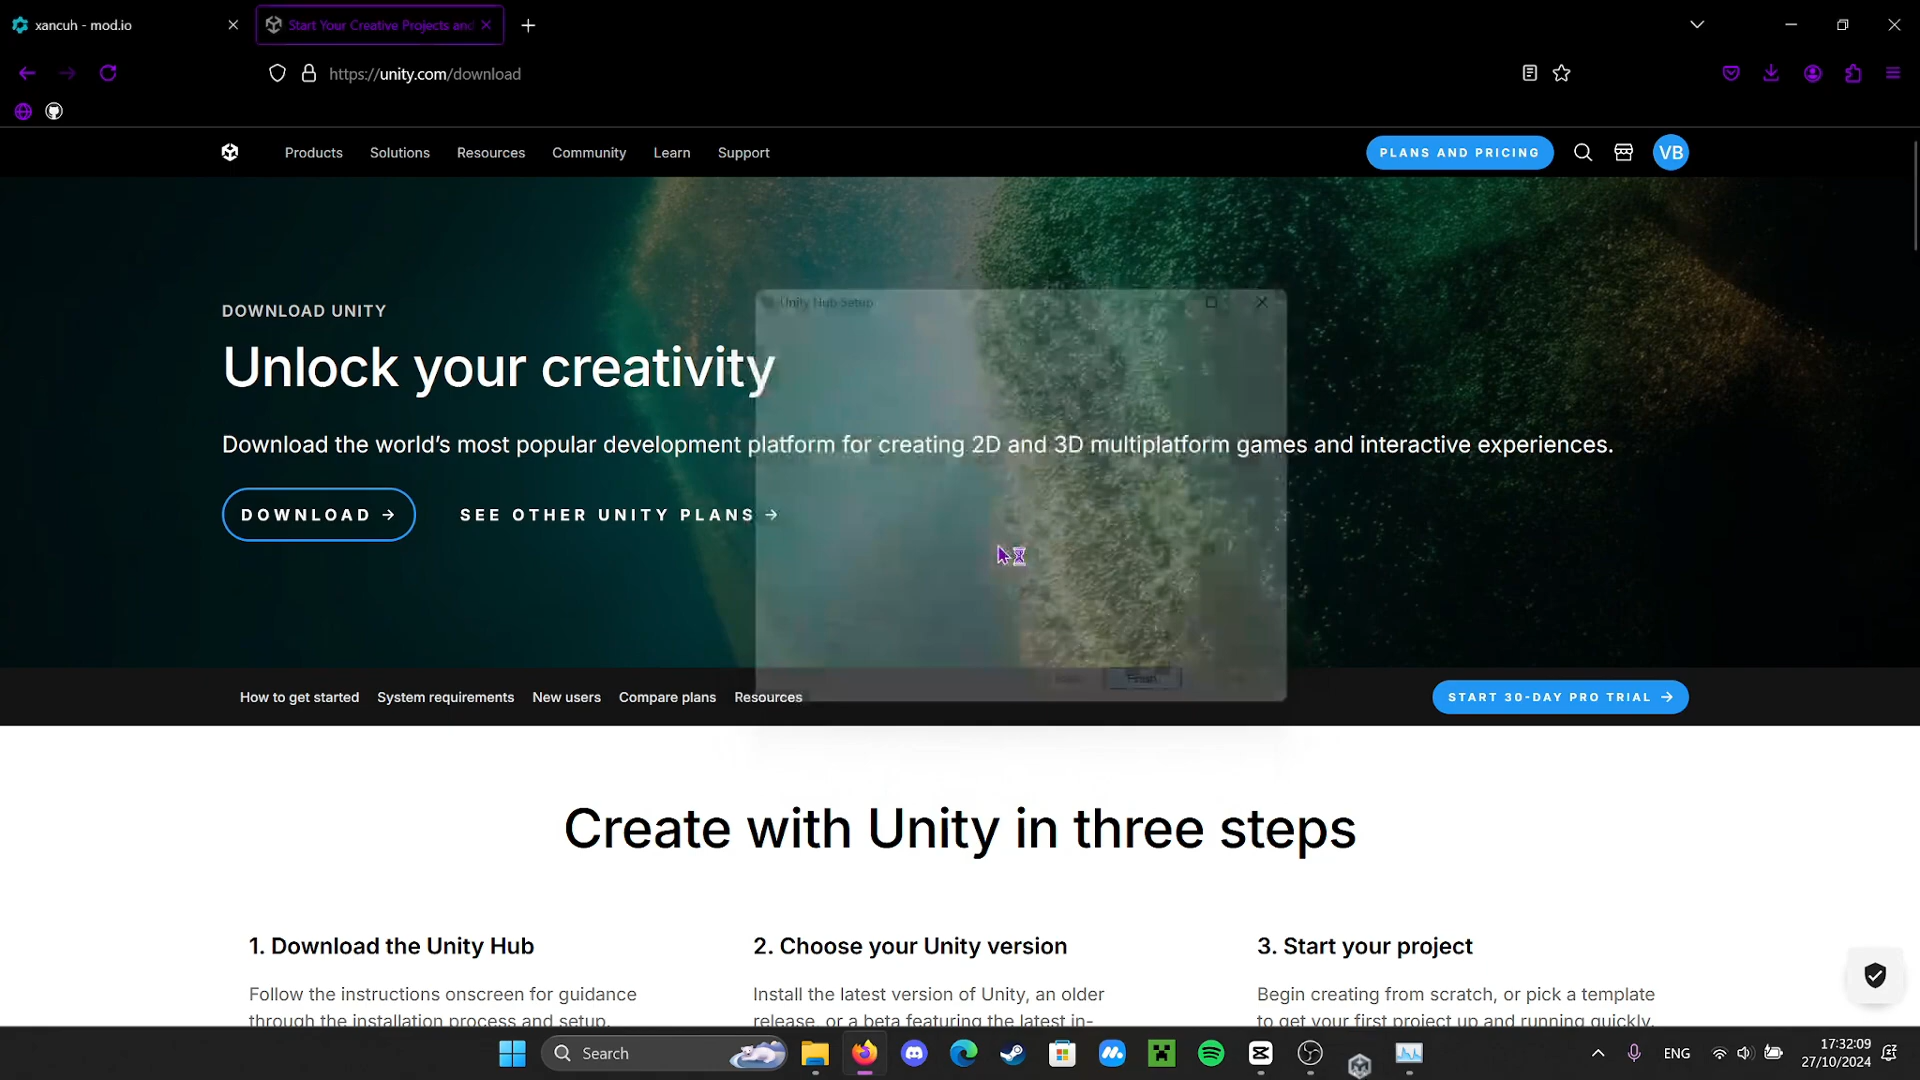 xancuh - mod.io
Start Your Creative Projects and
https://unity.com/download
Products
Solutions
Resources
Community
Learn
Support
PLANS AND PRICING
VB
DOWNLOAD UNITY
Unity Hub Setup
Unlock your creativity
Download the world’s most popular development platform for creating 2D and 3D multiplatform games and interactive experiences.
DOWNLOAD →
SEE OTHER UNITY PLANS →
Finish
How to get started
System requirements
New users
Compare plans
Resources
START 30-DAY PRO TRIAL →
Create with Unity in three steps
1. Download the Unity Hub
Follow the instructions onscreen for guidance
through the installation process and setup.
2. Choose your Unity version
Install the latest version of Unity, an older
release, or a beta featuring the latest in-
3. Start your project
Begin creating from scratch, or pick a template
to get your first project up and running quickly.
Search
ENG
17:32:09
27/10/2024